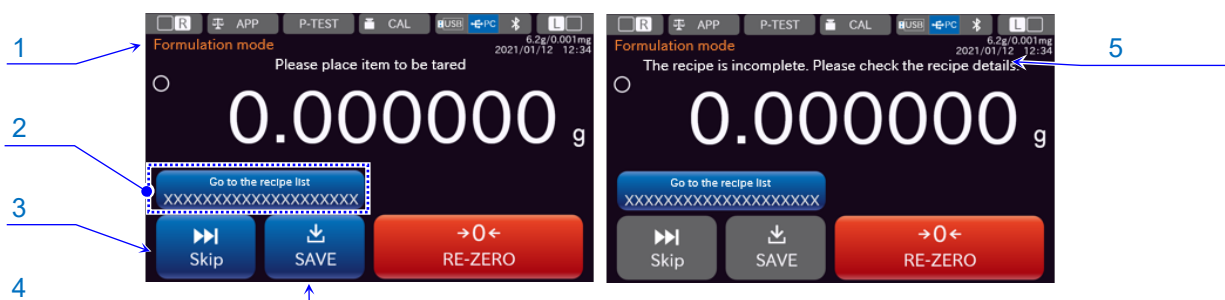 1
R APP P-TEST CAL USB PC L
Formulation mode
6.2g/0.001mg
2021/01/12 12:34
Please place item to be tared
0.000000 g
2
Go to the recipe list
XXXXXXXXXXXXXXXXXXXX
3
Skip
SAVE
→0←
RE-ZERO
4
R APP P-TEST CAL USB PC L
Formulation mode
6.2g/0.001mg
2021/01/12 12:34
5
The recipe is incomplete. Please check the recipe details.
0.000000 g
Go to the recipe list
XXXXXXXXXXXXXXXXXXXX
Skip
SAVE
→0←
RE-ZERO